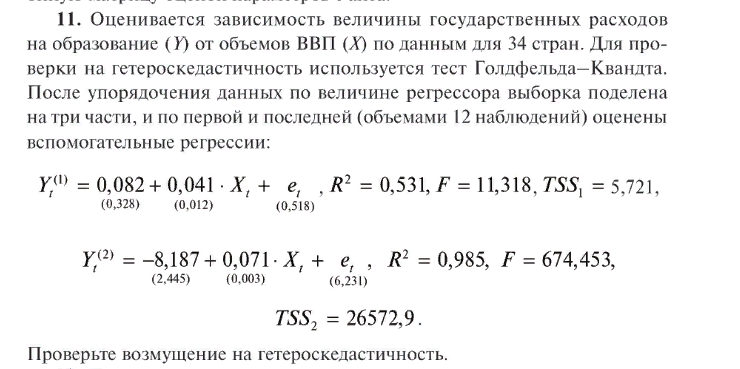 11. Оценивается зависимость величины государственных расходов
на образование (Y) от объемов ВВП (X) по данным для 34 стран. Для про-
верки на гетероскедастичность используется тест Голдфельда–Квандта.
После упорядочения данных по величине регрессора выборка поделена
на три части, и по первой и последней (объемами 12 наблюдений) оценены
вспомогательные регрессии:
Y_t^(1) = 0,082 + 0,041 · X_t + e_t , R² = 0,531, F = 11,318, TSS₁ = 5,721,
(0,328) (0,012) (0,518)
Y_t^(2) = –8,187 + 0,071 · X_t + e_t , R² = 0,985, F = 674,453,
(2,445) (0,003) (6,231)
TSS₂ = 26572,9 .
Проверьте возмущение на гетероскедастичность.